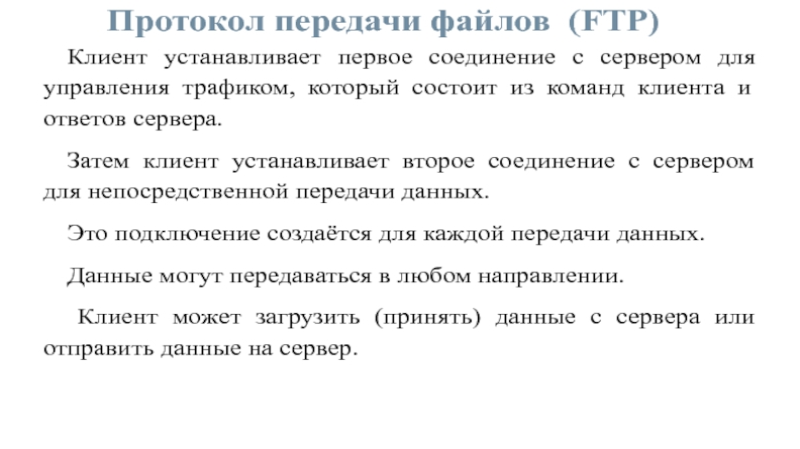 Протокол передачи файлов (FTP)
Клиент устанавливает первое соединение с сервером для
управления трафиком, который состоит из команд клиента и
ответов сервера.
Затем клиент устанавливает второе соединение с сервером
для непосредственной передачи данных.
Это подключение создаётся для каждой передачи данных.
Данные могут передаваться в любом направлении.
Клиент может загрузить (принять) данные с сервера или
отправить данные на сервер.